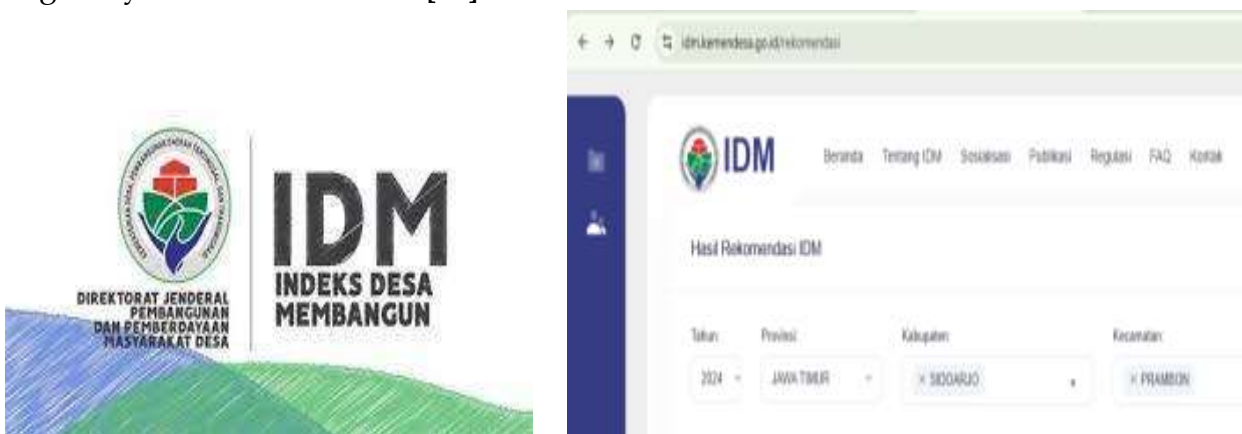 IDM
INDEKS DESA
MEMBANGUN
DIREKTORAT JENDERAL
PEMBANGUNAN
DAN PEMBERDAYAAN
MASYARAKAT DESA
idm.kemendesa.go.id/rekomendasi
IDM
Beranda Tentang IDM Sosialisasi Publikasi Regulasi FAQ Kontak
Hasil Rekomendasi IDM
Tahun: Provinsi: Kabupaten: Kecamatan:
2024 JAWA TIMUR × SIDOARJO × PRAMBON